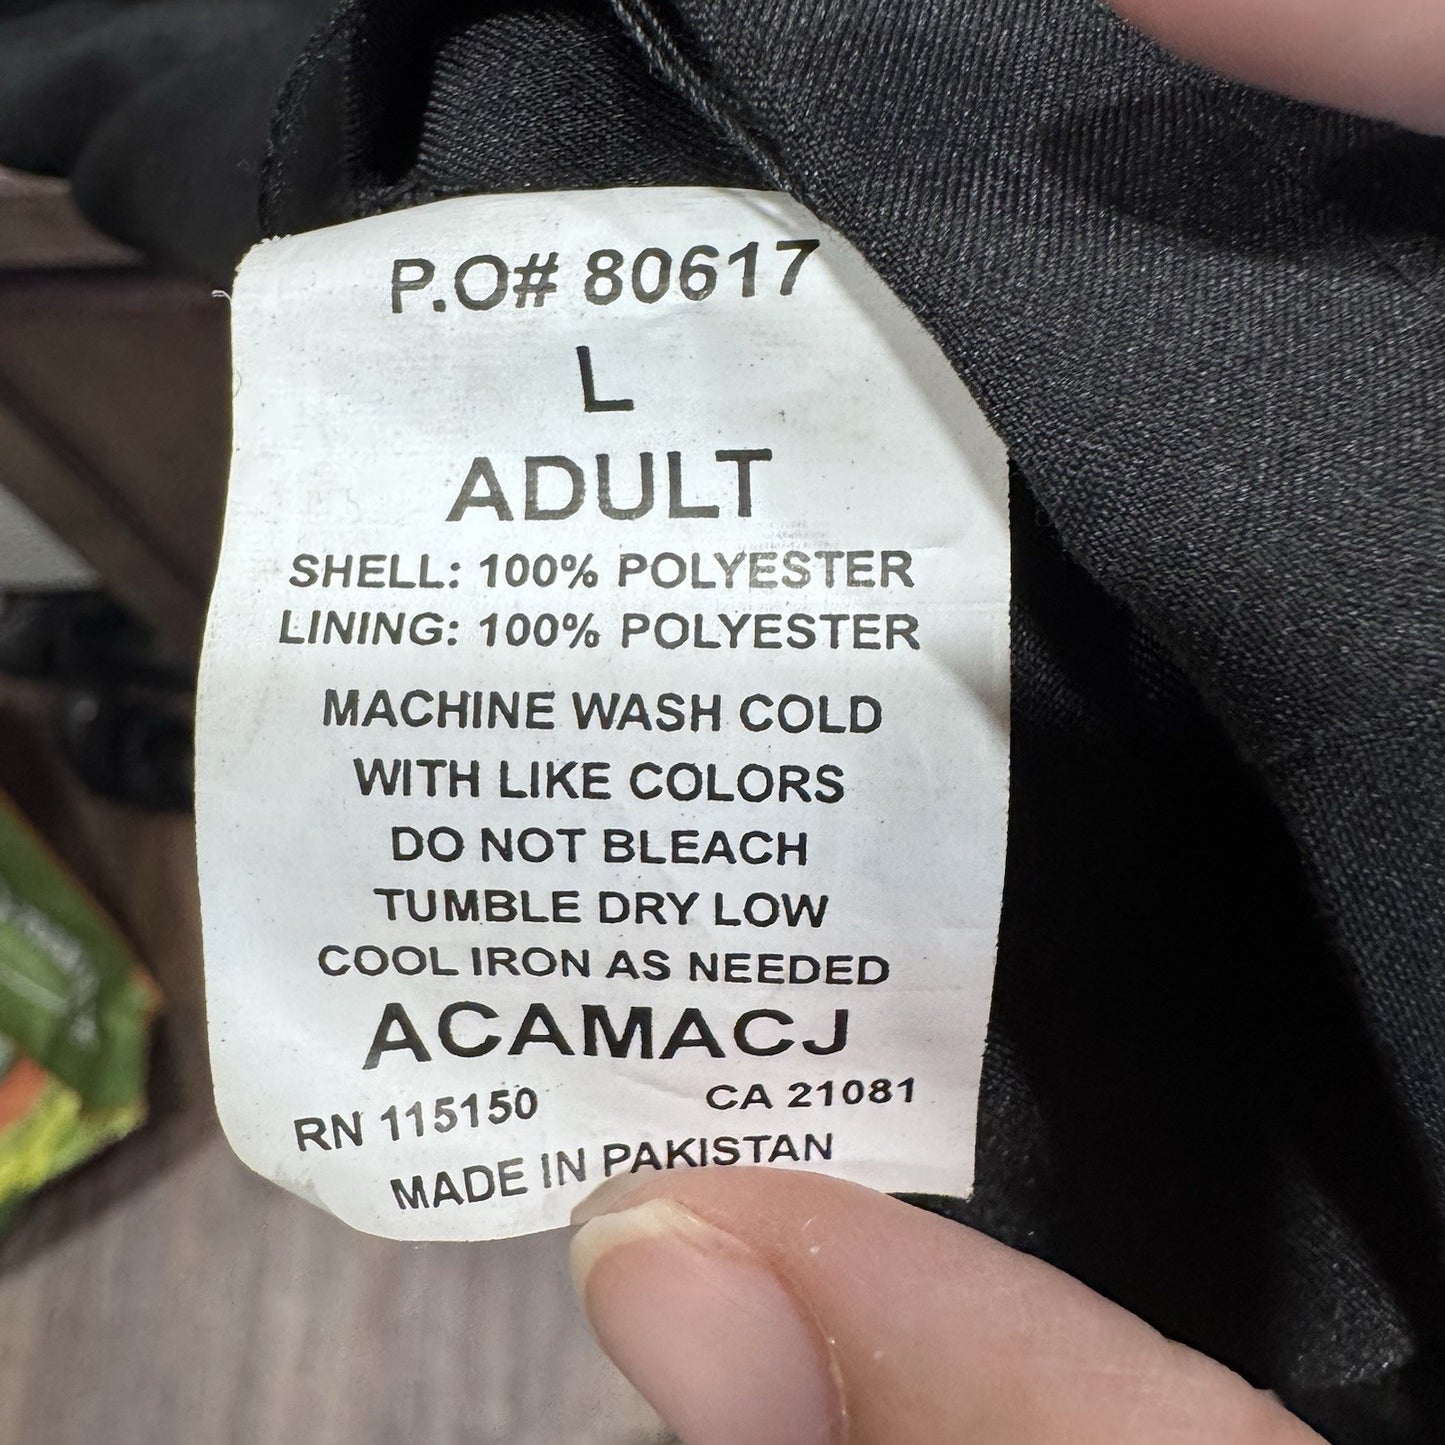 P.O# 80617
L
ADULT
SHELL: 100% POLYESTER
LINING: 100% POLYESTER
MACHINE WASH COLD
WITH LIKE COLORS
DO NOT BLEACH
TUMBLE DRY LOW
COOL IRON AS NEEDED
ACAMACJ
RN 115150 CA 21081
MADE IN PAKISTAN